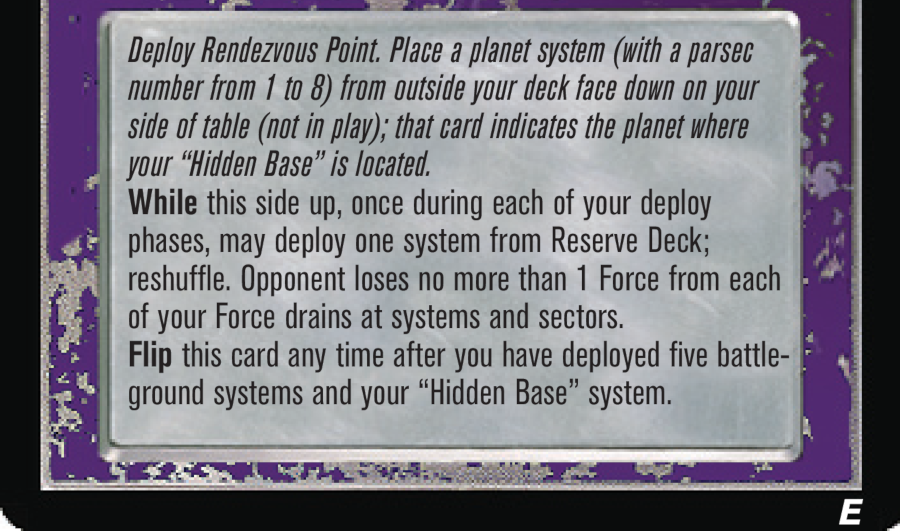 Deploy Rendezvous Point. Place a planet system (with a parsec
number from 1 to 8) from outside your deck face down on your
side of table (not in play); that card indicates the planet where
your “Hidden Base” is located.
While this side up, once during each of your deploy
phases, may deploy one system from Reserve Deck;
reshuffle. Opponent loses no more than 1 Force from each
of your Force drains at systems and sectors.
Flip this card any time after you have deployed five battle-
ground systems and your “Hidden Base” system.
E